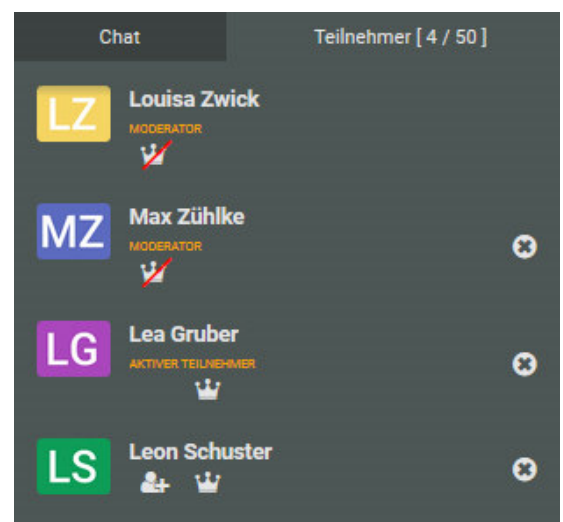 Chat Teilnehmer [ 4 / 50 ]
LZ Louisa Zwick
MODERATOR
MZ Max Zühlke
MODERATOR
LG Lea Gruber
AKTIVER TEILNEHMER
LS Leon Schuster